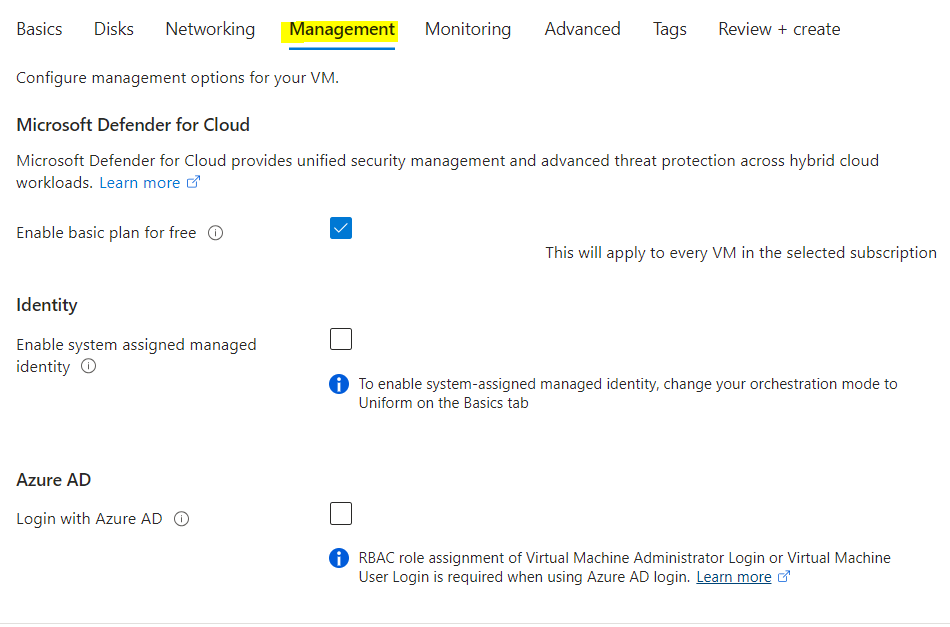 Basics Disks Networking Management Monitoring Advanced Tags Review + create
Configure management options for your VM.
Microsoft Defender for Cloud
Microsoft Defender for Cloud provides unified security management and advanced threat protection across hybrid cloud
workloads. Learn more
Enable basic plan for free
This will apply to every VM in the selected subscription
Identity
Enable system assigned managed
identity
To enable system-assigned managed identity, change your orchestration mode to
Uniform on the Basics tab
Azure AD
Login with Azure AD
RBAC role assignment of Virtual Machine Administrator Login or Virtual Machine
User Login is required when using Azure AD login. Learn more